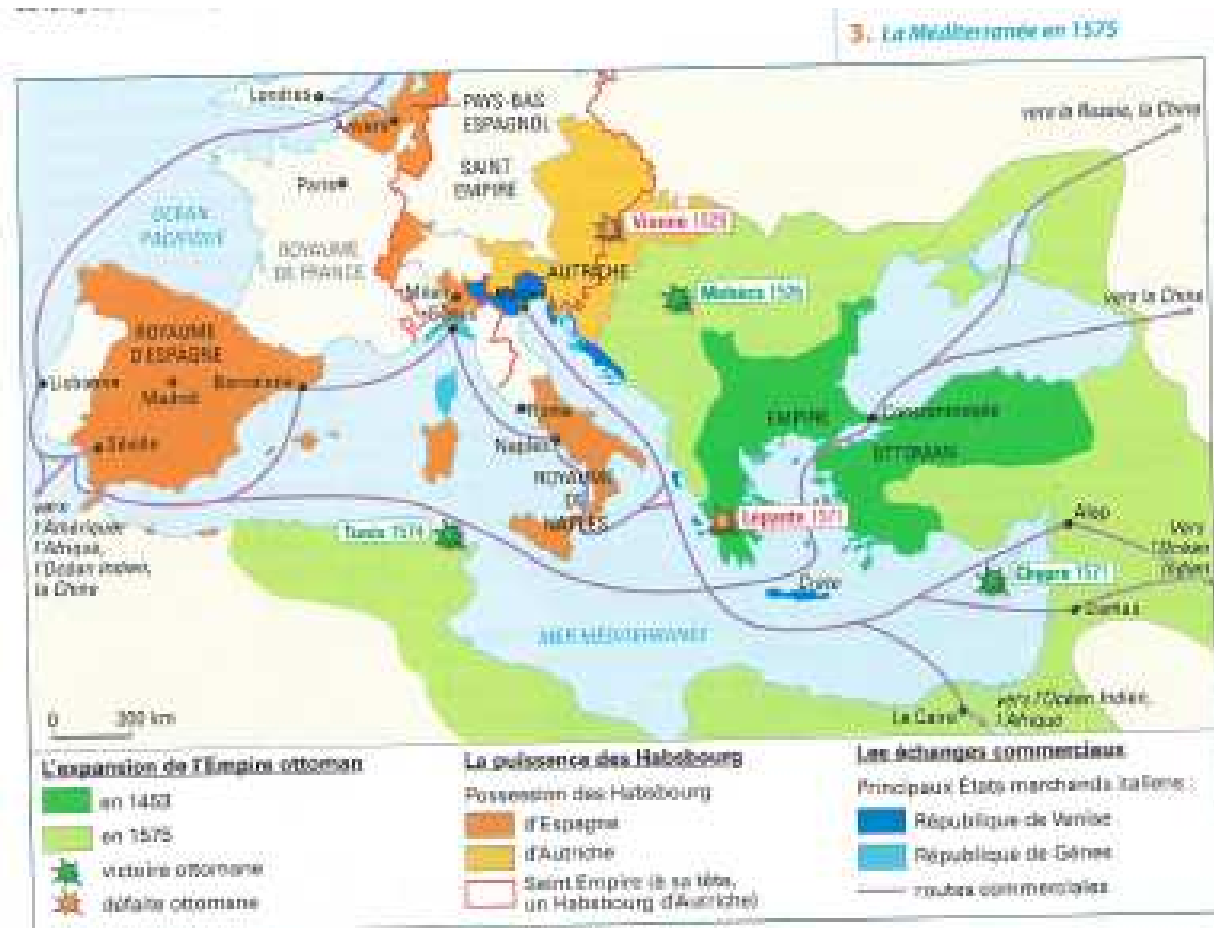 3. La Méditerranée en 1575
Londres
Anvers
PAYS-BAS
ESPAGNOL
vers la Russie, la Chine
SAINT
EMPIRE
Paris
OCÉAN
PACIFIQUE
Vienne 1529
ROYAUME
DE FRANCE
AUTRICHE
Milan
Gênes
Mohács 1526
vers la Chine
ROYAUME
D'ESPAGNE
Lisbonne
Madrid
Barcelone
Rome
EMPIRE
Constantinople
Séville
Naples
OTTOMAN
ROYAUME
DE
NAPLES
vers
l'Amérique
l'Afrique,
l'Océan Indien,
la Chine
Tunis 1574
Lépante 1571
Alep
Vers
l'Océan
Indien
Chypre 1571
Crète
Damas
MER MÉDITERRANÉE
Le Caire
vers l'Océan Indien,
l'Afrique
0 300 km
L'expansion de l'Empire ottoman
en 1453
en 1575
victoire ottomane
défaite ottomane
La puissance des Habsbourg
Possession des Habsbourg
d'Espagne
d'Autriche
Saint Empire (à sa tête,
un Habsbourg d'Autriche)
Les échanges commerciaux
Principaux États marchands italiens :
République de Venise
République de Gênes
routes commerciales